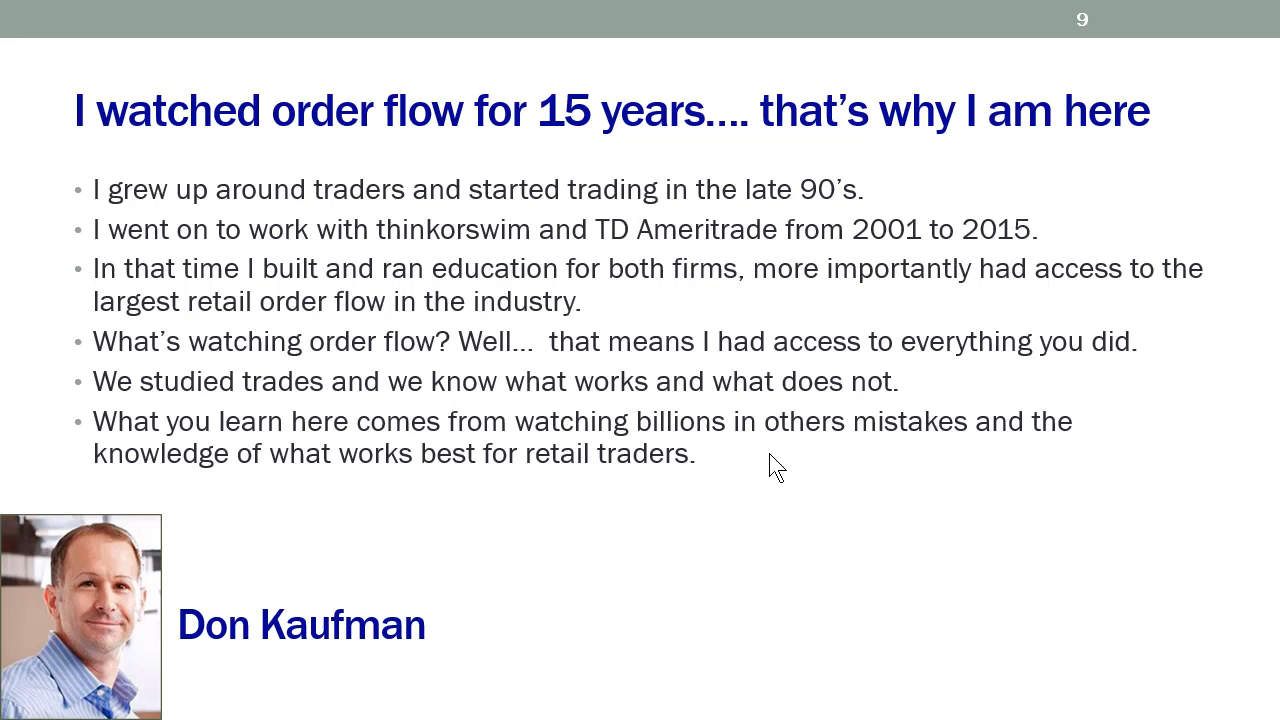 9
I watched order flow for 15 years…. that’s why I am here
• I grew up around traders and started trading in the late 90’s.
• I went on to work with thinkorswim and TD Ameritrade from 2001 to 2015.
• In that time I built and ran education for both firms, more importantly had access to the
largest retail order flow in the industry.
• What’s watching order flow? Well…  that means I had access to everything you did.
• We studied trades and we know what works and what does not.
• What you learn here comes from watching billions in others mistakes and the
knowledge of what works best for retail traders.
Don Kaufman